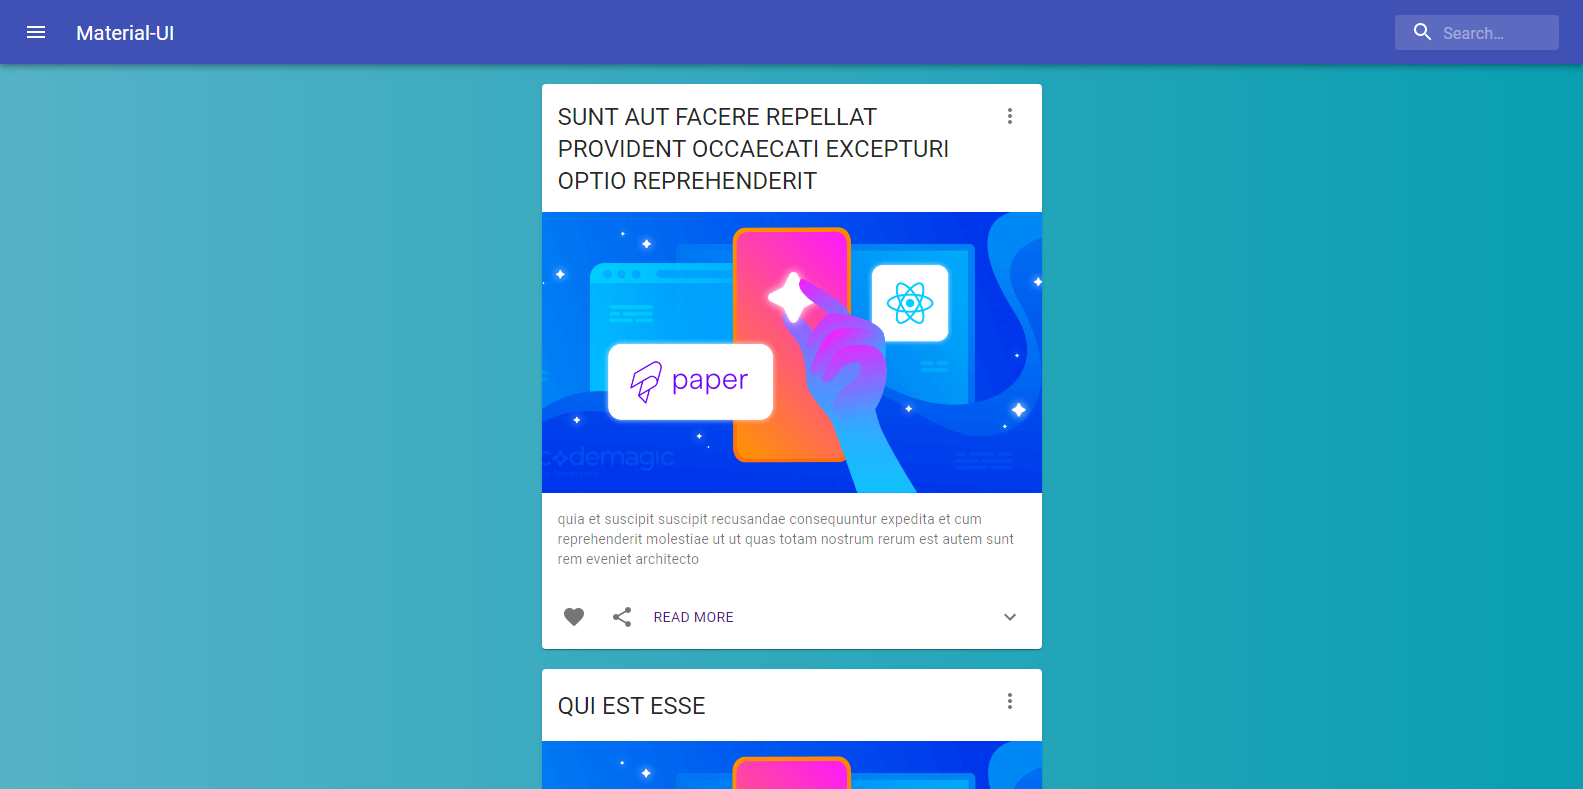 Material-UI
Search…
SUNT AUT FACERE REPELLAT
PROVIDENT OCCAECATI EXCEPTURI
OPTIO REPREHENDERIT
paper
codemagic
quia et suscipit suscipit recusandae consequuntur expedita et cum
reprehenderit molestiae ut ut quas totam nostrum rerum est autem sunt
rem eveniet architecto
READ MORE
QUI EST ESSE